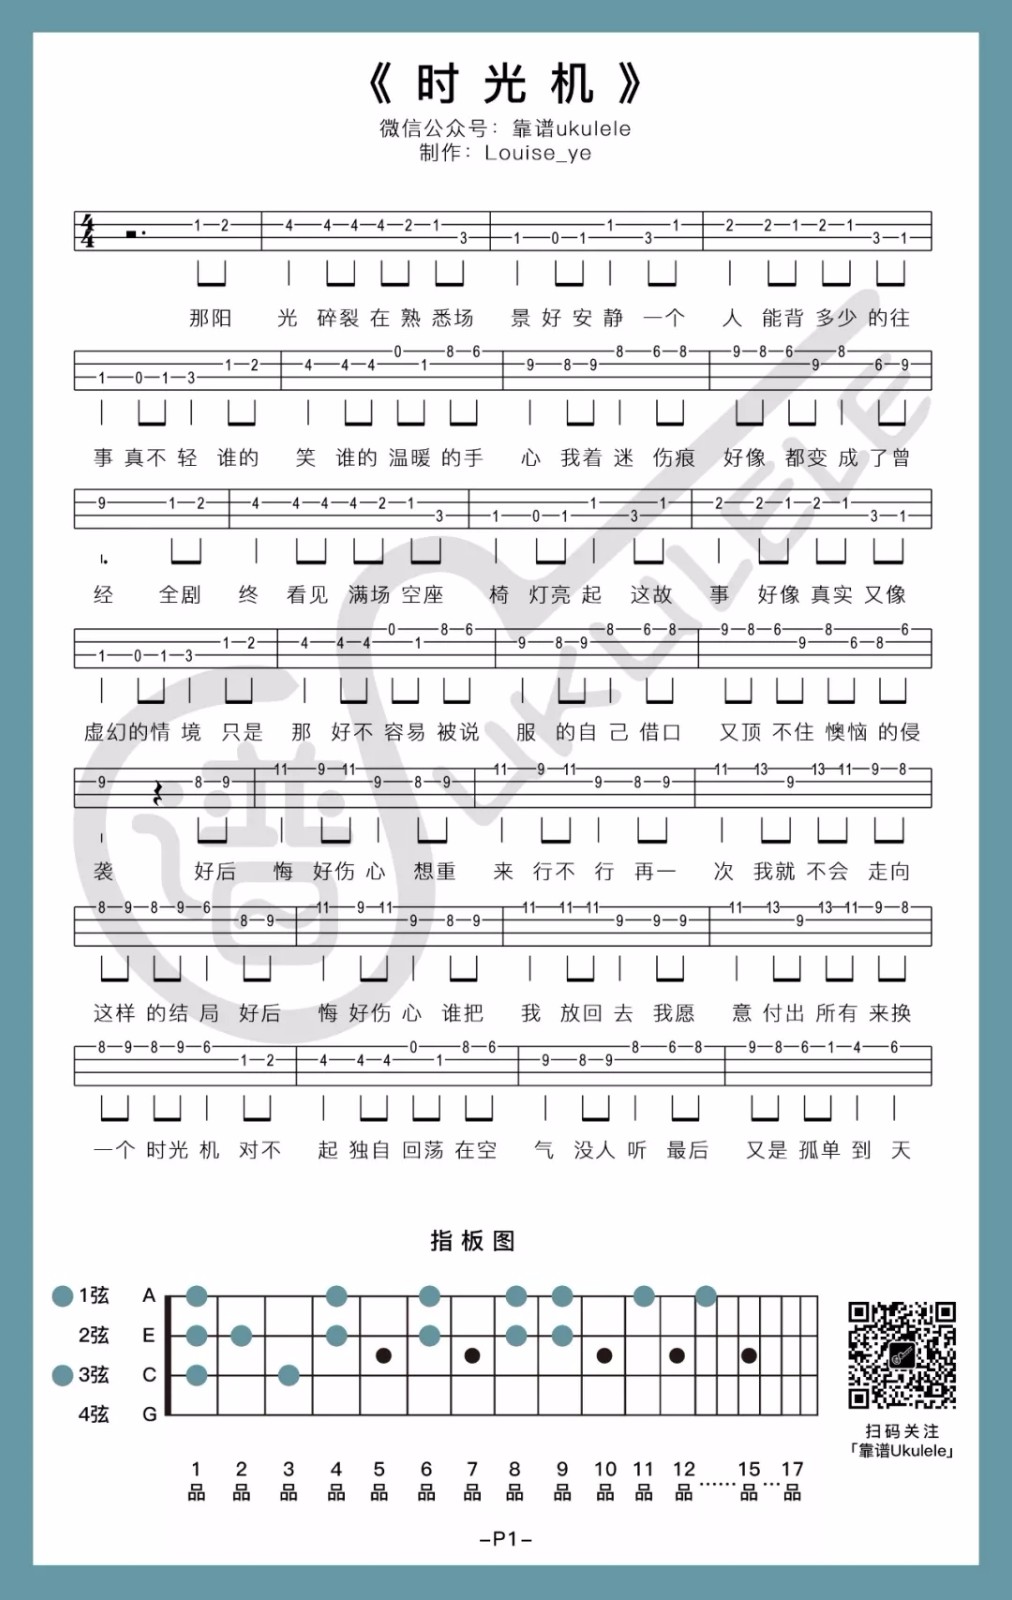 《时光机》
微信公众号：靠谱ukulele
制作：Louise_ye
4 4 1 2 4 4 4 4 2 1 3 1 0 1 1 3 1 2 2 1 2 1 3 1
那阳 光 碎裂 在 熟 悉场 景 好 安 静 一个 人 能背 多少 的往
1 0 1 3 1 2 4 4 4 0 1 8 6 9 8 9 8 6 8 9 8 6 9 8 6 9
事 真不 轻 谁的 笑 谁的 温暖 的手 心 我着 迷 伤痕 好像 都变 成 了曾
9 1 2 4 4 4 4 2 1 3 1 0 1 1 3 1 2 2 1 2 1 3 1
经 全剧 终 看见 满场 空座 椅 灯亮 起 这故 事 好像 真实 又像
1 0 1 3 1 2 4 4 4 0 1 8 6 9 8 9 8 6 8 9 8 6 9 8 6 8 6
虚幻的情 境 只是 那 好不 容易 被说 服 的自 己 借口 又顶 不住 懊恼 的侵
9 8 9 11 9 11 9 8 9 11 9 11 9 8 9 11 13 9 13 11 9 8
袭 好后 悔 好伤 心 想重 来 行不 行 再一 次 我就 不会 走向
8 9 8 9 6 8 9 11 9 11 9 8 9 11 11 11 9 9 9 11 13 9 13 11 9 8
这样 的结 局 好后 悔 好伤 心 谁把 我 放回 去 我愿 意 付出 所有 来换
8 9 8 9 6 1 2 4 4 4 0 1 8 6 9 8 9 8 6 8 9 8 6 1 4 6
一个 时光 机 对不 起 独自 回荡 在空 气 没人 听 最后 又是 孤单 到 天
谱 UKULELE
指板图
1弦 A
2弦 E
3弦 C
4弦 G
1 2 3 4 5 6 7 8 9 10 11 12 ...... 15 ... 17
品 品 品 品 品 品 品 品 品 品 品 品 品 品
扫码关注
「靠谱Ukulele」
–P1–